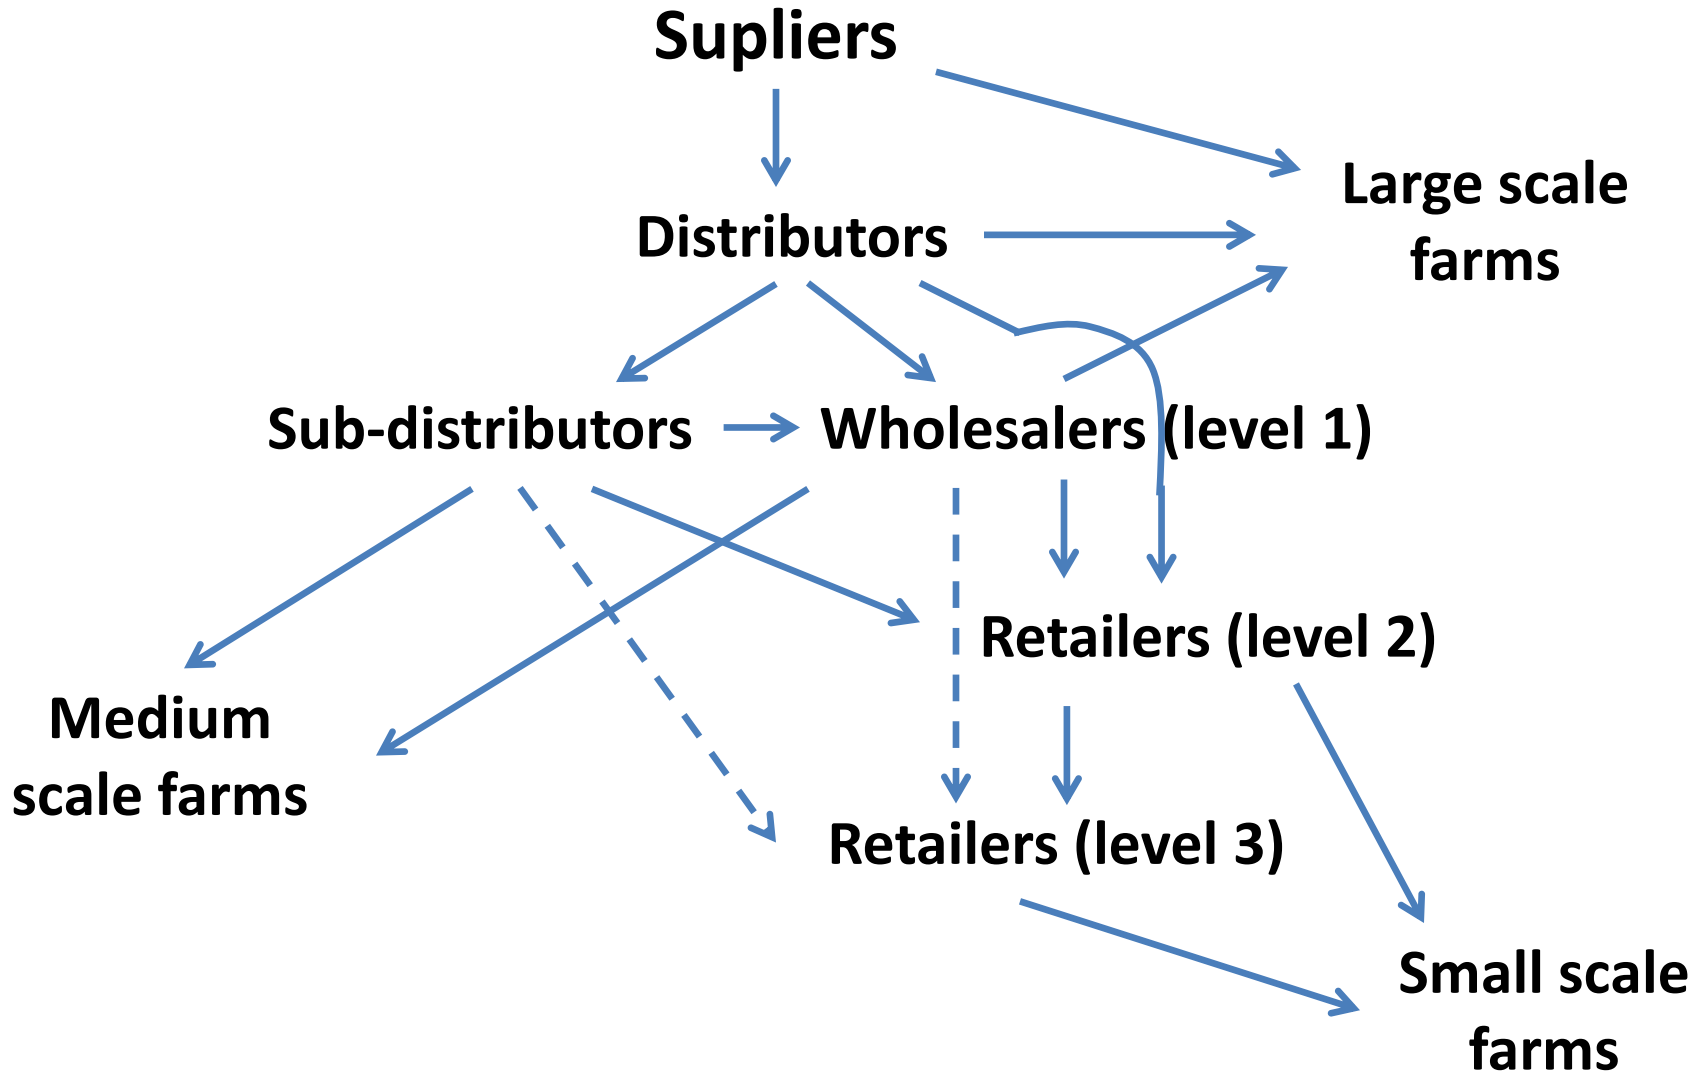 Supliers
Large scale
farms
Distributors
Sub-distributors
Wholesalers (level 1)
Retailers (level 2)
Medium
scale farms
Retailers (level 3)
Small scale
farms